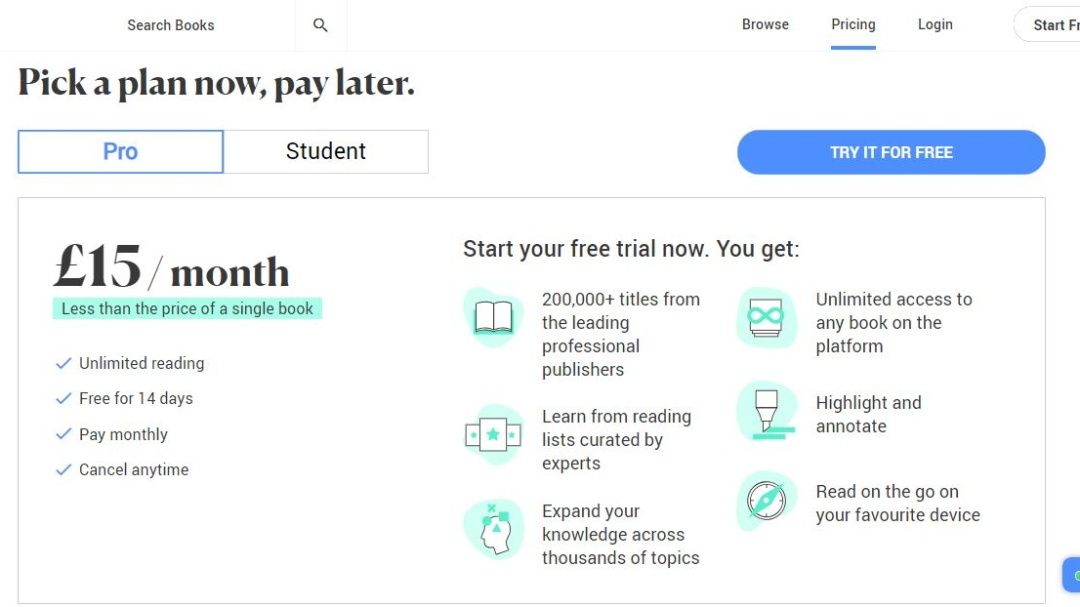 Search Books
Browse
Pricing
Login
Start
Pick a plan now, pay later.
Pro
Student
TRY IT FOR FREE
£15 / month
Less than the price of a single book
Unlimited reading
Free for 14 days
Pay monthly
Cancel anytime
Start your free trial now. You get:
200,000+ titles from
the leading
professional
publishers
Learn from reading
lists curated by
experts
Expand your
knowledge across
thousands of topics
Unlimited access to
any book on the
platform
Highlight and
annotate
Read on the go on
your favourite device